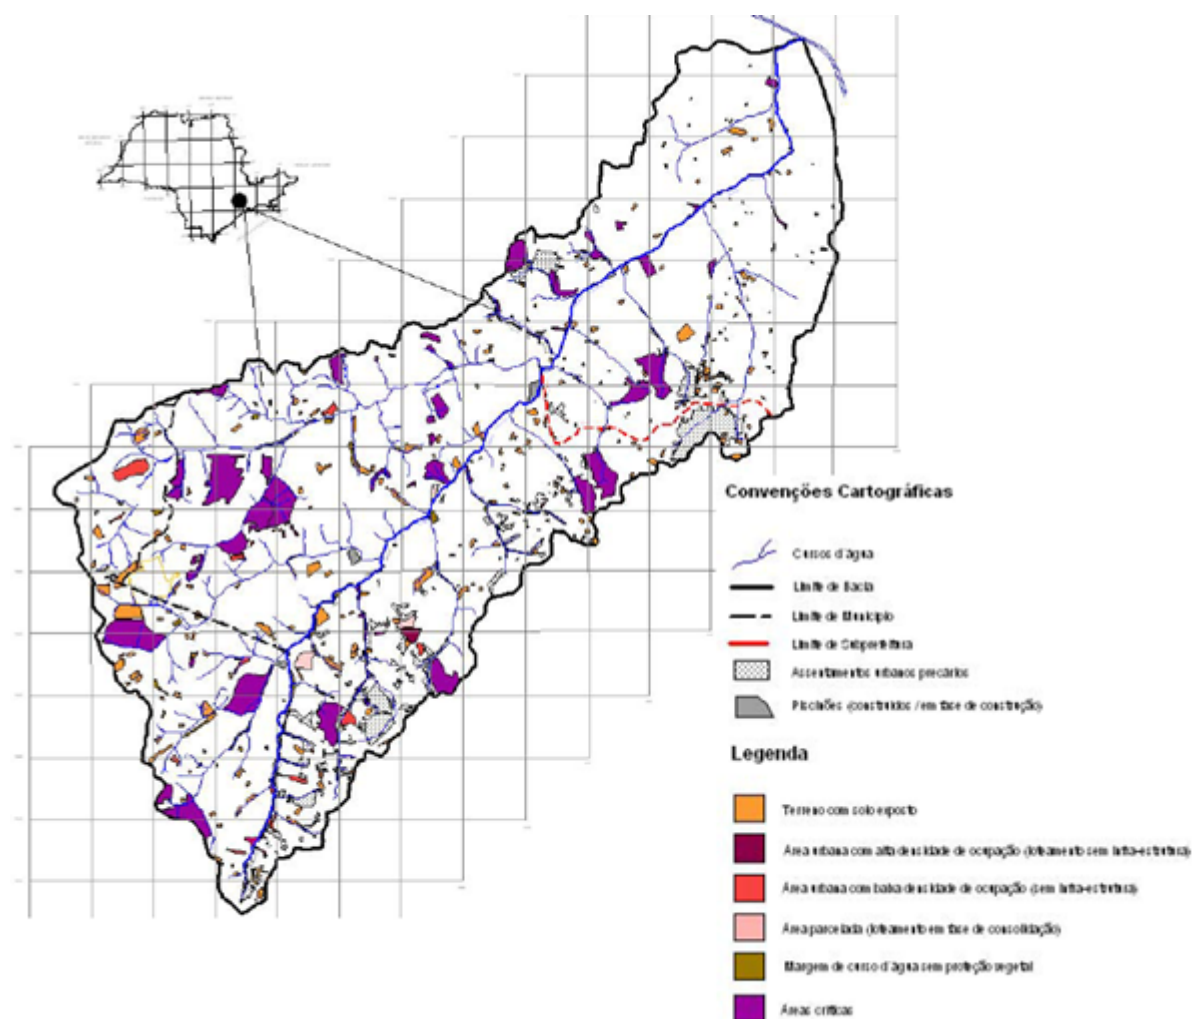 Convenções Cartográficas
Cursos d'água
Limite de Bacia
Limite de Município
Limite de Subprefeitura
Assentamentos urbanos precários
Piscinões (construídos / em fase de construção)
Legenda
Terreno com solo exposto
Área urbana com alta densidade de ocupação (loteamento sem infra-estrutura)
Área urbana com baixa densidade de ocupação (sem infra-estrutura)
Área parcelada (loteamento em fase de consolidação)
Margem de curso d'água sem proteção vegetal
Áreas críticas